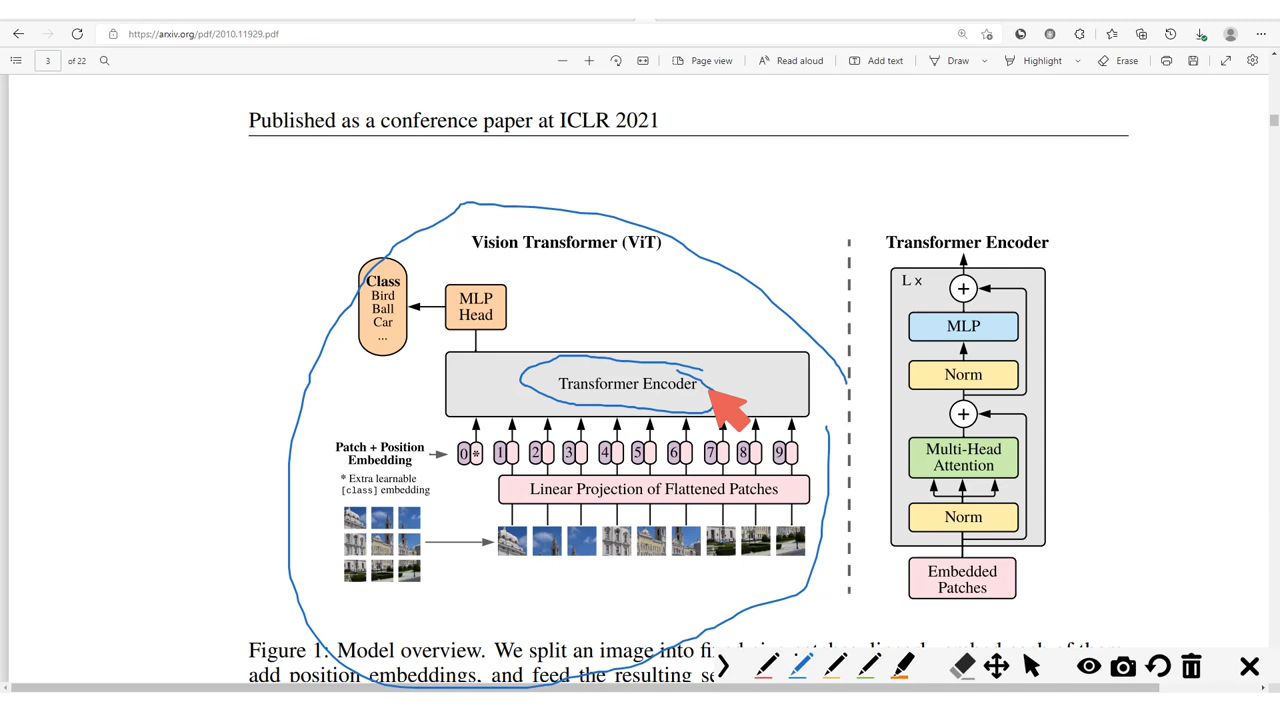 https://arxiv.org/pdf/2010.11929.pdf
3 of 22
Page view
Read aloud
Add text
Draw
Highlight
Erase
Published as a conference paper at ICLR 2021
Vision Transformer (ViT)
Class
Bird
Ball
Car
...
MLP
Head
Transformer Encoder
Patch + Position
Embedding
0 * 1 2 3 4 5 6 7 8 9
* Extra learnable
[class] embedding
Linear Projection of Flattened Patches
Transformer Encoder
L x
+
MLP
Norm
+
Multi-Head
Attention
Norm
Embedded
Patches
Figure 1: Model overview. We split an image into
add position embeddings, and feed the resulting